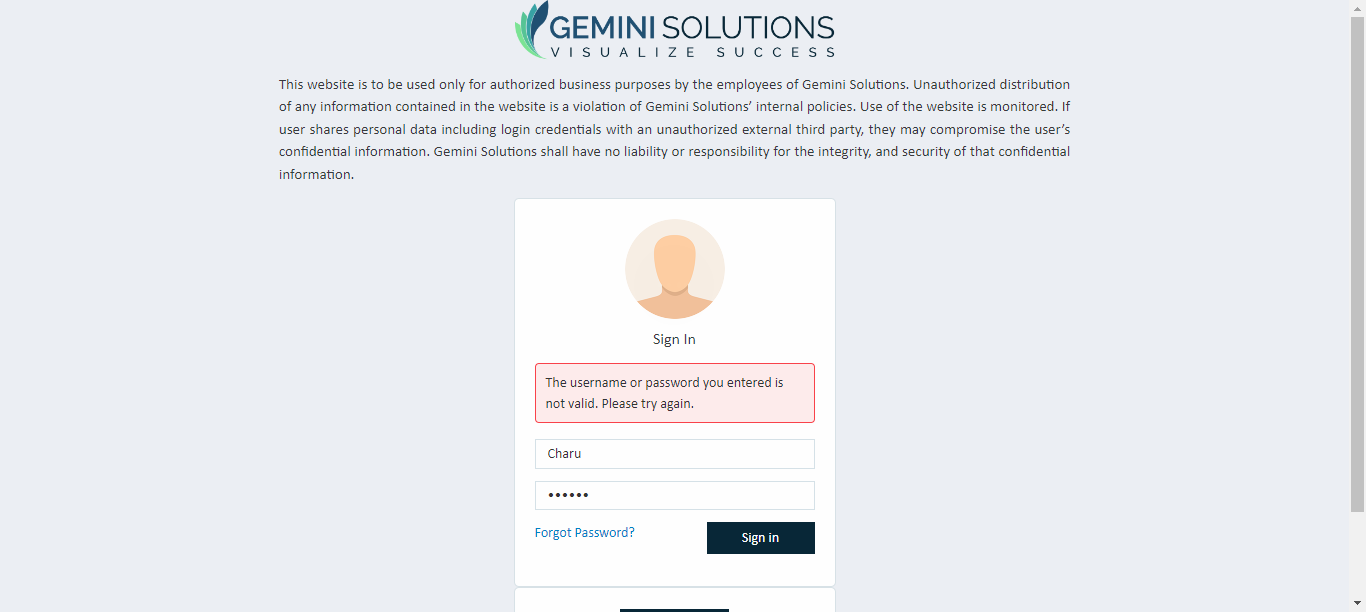 GEMINI SOLUTIONS
VISUALIZE SUCCESS
This website is to be used only for authorized business purposes by the employees of Gemini Solutions. Unauthorized distribution
of any information contained in the website is a violation of Gemini Solutions’ internal policies. Use of the website is monitored. If
user shares personal data including login credentials with an unauthorized external third party, they may compromise the user’s
confidential information. Gemini Solutions shall have no liability or responsibility for the integrity, and security of that confidential
information.
Sign In
The username or password you entered is
not valid. Please try again.
Charu
••••••
Forgot Password?
Sign in